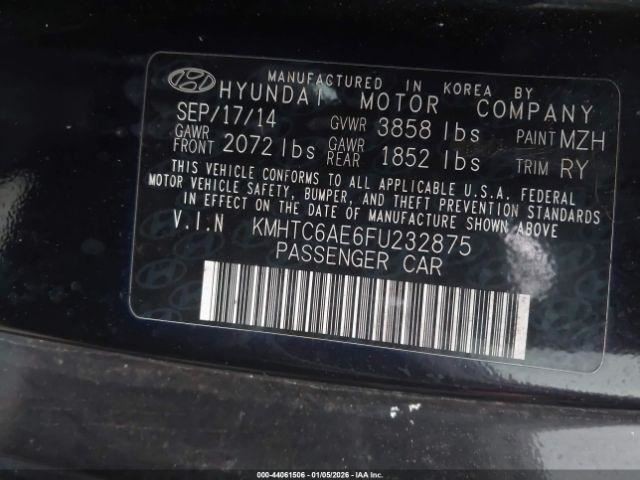 MANUFACTURED IN KOREA BY
HYUNDAI MOTOR COMPANY
SEP/17/14 GVWR 3858 lbs PAINT MZH
GAWR FRONT 2072 lbs GAWR REAR 1852 lbs TRIM RY
THIS VEHICLE CONFORMS TO ALL APPLICABLE U.S.A. FEDERAL
MOTOR VEHICLE SAFETY, BUMPER, AND THEFT PREVENTION STANDARDS
IN EFFECT ON THE DATE OF MANUFACTURE SHOWN ABOVE
V.I.N KMHTC6AE6FU232875
PASSENGER CAR
000-44061506 - 01/05/2026 - IAA Inc.